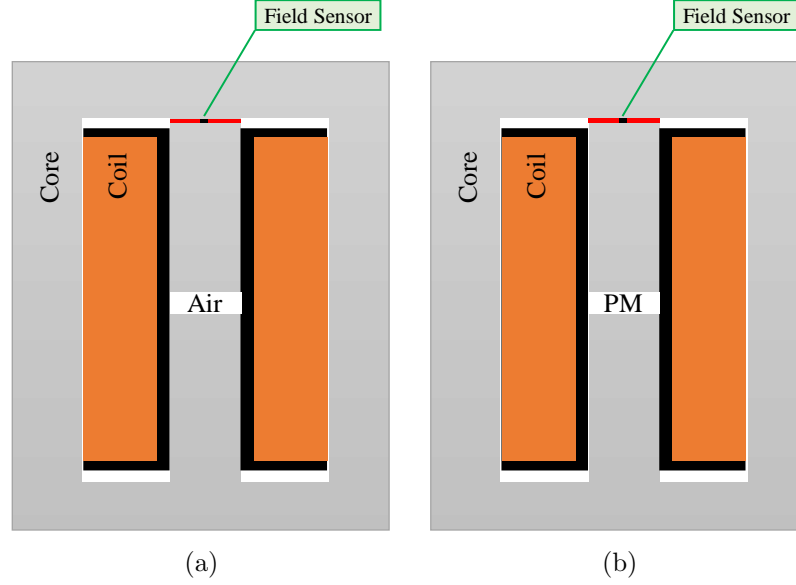 Field Sensor
Field Sensor
Core
Coil
Air
Core
Coil
PM
(a)
(b)